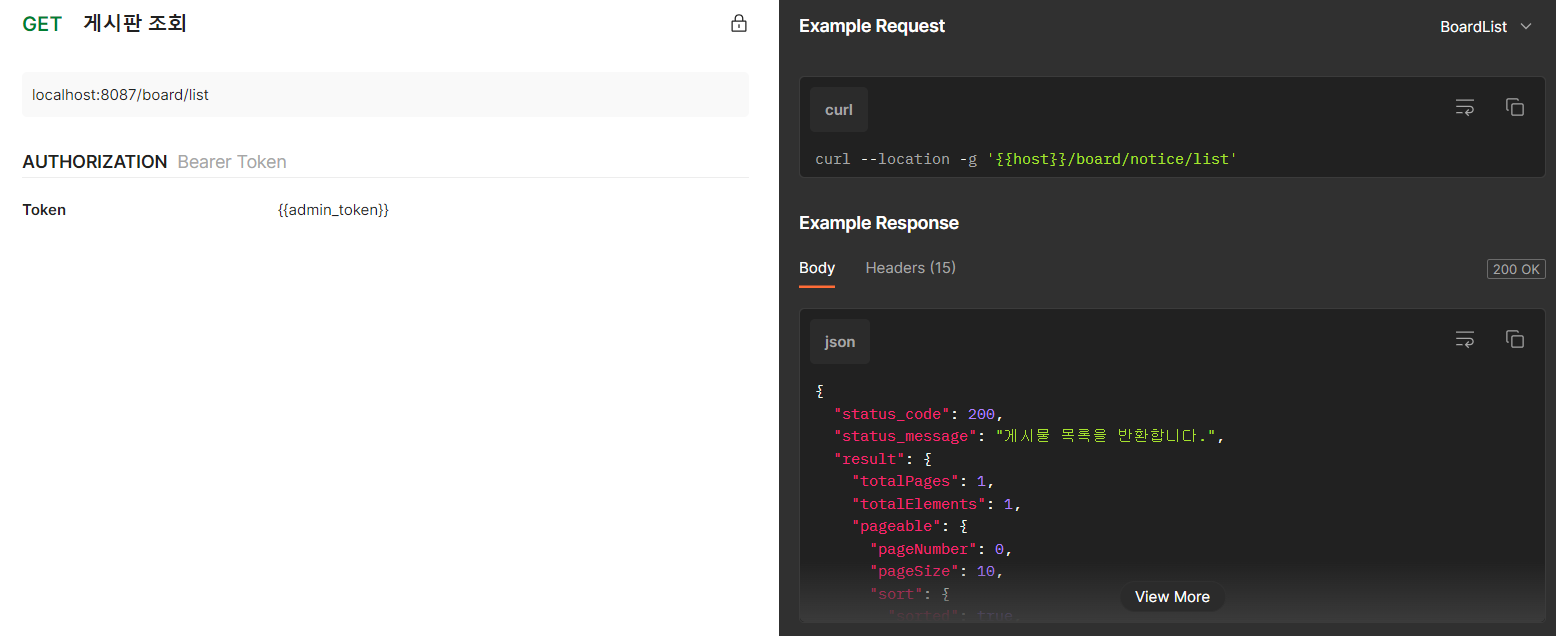 GET 게시판 조회
localhost:8087/board/list
AUTHORIZATION Bearer Token
Token {{admin_token}}
Example Request
BoardList
curl
curl --location -g '{{host}}/board/notice/list'
Example Response
Body Headers (15) 200 OK
json
{
"status_code": 200,
"status_message": "게시물 목록을 반환합니다.",
"result": {
"totalPages": 1,
"totalElements": 1,
"pageable": {
"pageNumber": 0,
"pageSize": 10,
"sort": {
"sorted": true,
View More